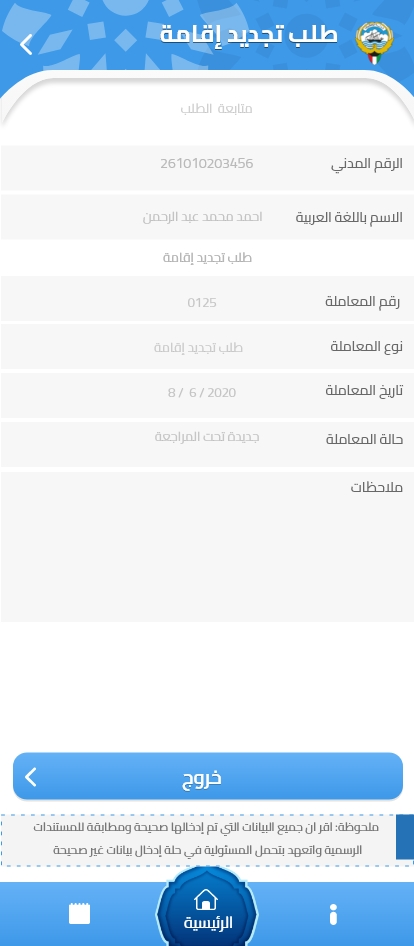 طلب تجديد إقامة
متابعة الطلب
الرقم المدني 261010203456
الاسم باللغة العربية احمد محمد عبد الرحمن
طلب تجديد إقامة
رقم المعاملة 0125
نوع المعاملة طلب تجديد إقامة
تاريخ المعاملة 8 / 6 / 2020
حالة المعاملة جديدة تحت المراجعة
ملاحظات
خروج
ملحوظة: اقر ان جميع البيانات التي تم إدخالها صحيحة ومطابقة للمستندات
الرسمية واتعهد بتحمل المسئولية في حلة إدخال بيانات غير صحيحة
الرئيسية